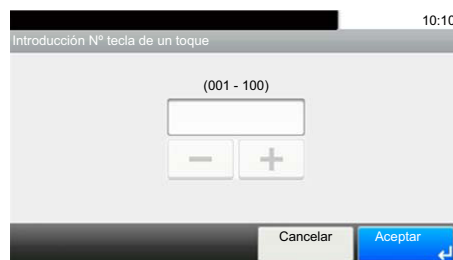 10:10
Introducción Nº tecla de un toque
(001 - 100)
Cancelar
Aceptar